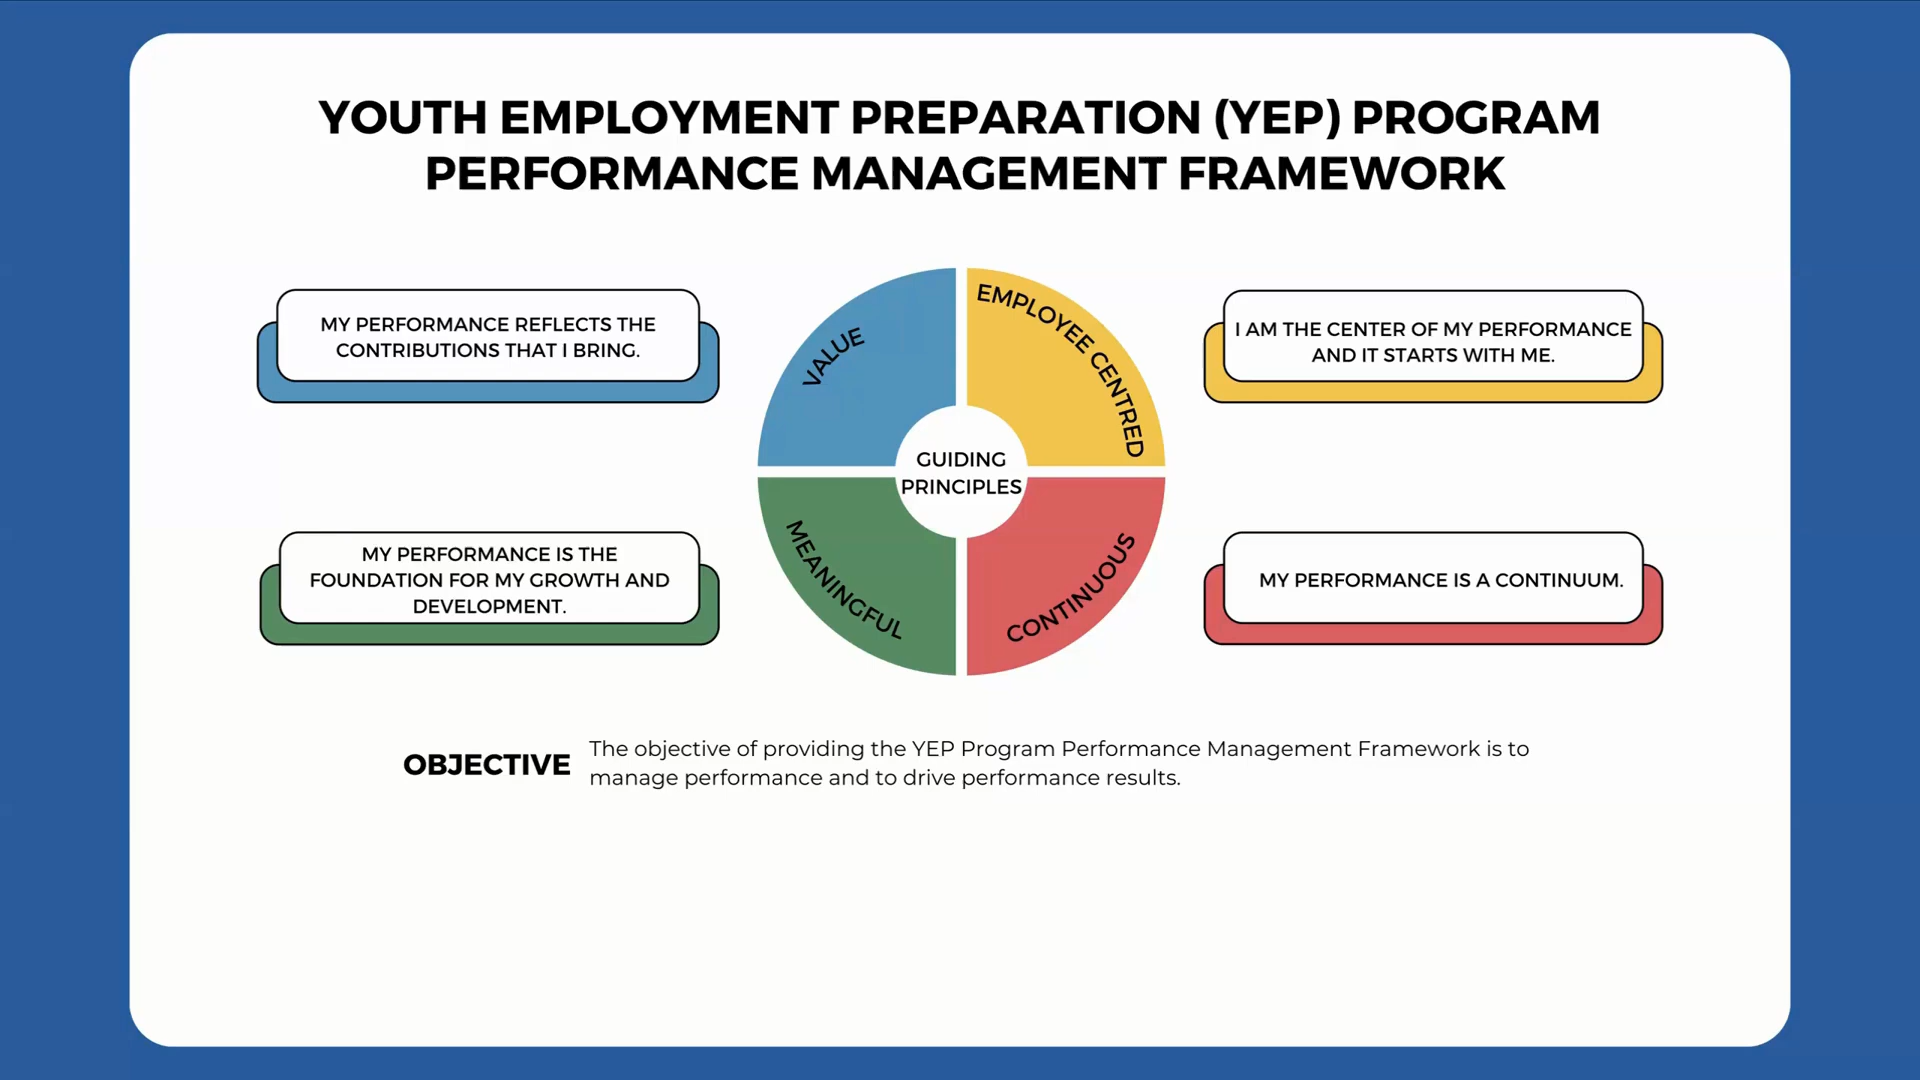 YOUTH EMPLOYMENT PREPARATION (YEP) PROGRAM
PERFORMANCE MANAGEMENT FRAMEWORK
MY PERFORMANCE REFLECTS THE
CONTRIBUTIONS THAT I BRING.
VALUE
EMPLOYEE CENTRED
I AM THE CENTER OF MY PERFORMANCE
AND IT STARTS WITH ME.
GUIDING
PRINCIPLES
MY PERFORMANCE IS THE
FOUNDATION FOR MY GROWTH AND
DEVELOPMENT.
MEANINGFUL
CONTINUOUS
MY PERFORMANCE IS A CONTINUUM.
OBJECTIVE
The objective of providing the YEP Program Performance Management Framework is to
manage performance and to drive performance results.